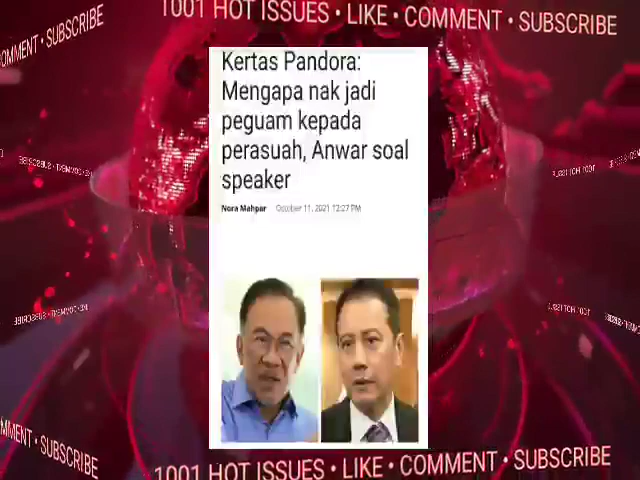 1001 HOT ISSUES • LIKE • COMMENT • SUBSCRIBE
COMMENT • SUBSCRIBE
Kertas Pandora:
Mengapa nak jadi
peguam kepada
perasuah, Anwar soal
speaker
Nora Mahpar October 11, 2021 12:27 PM
SUBSCRIBE
1001 HOT ISSUES • LIKE • COMMENT • SUBSCRIBE